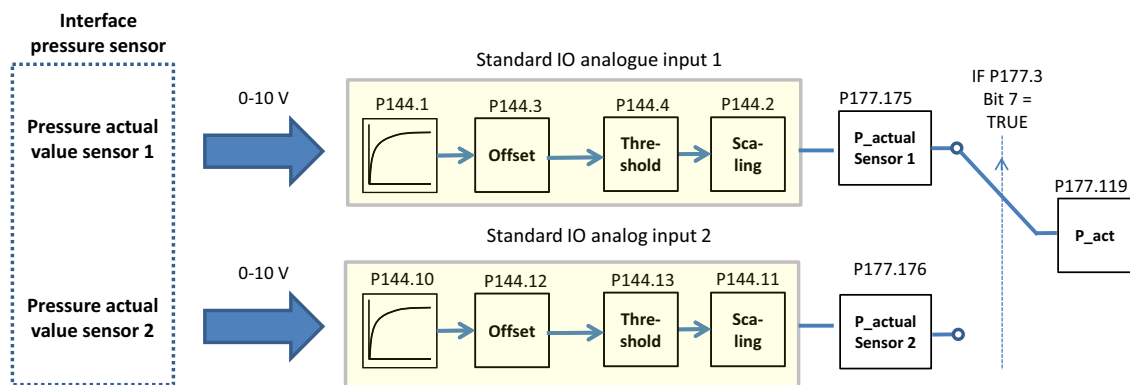 Interface
pressure sensor
Pressure actual
value sensor 1
0-10 V
Standard IO analogue input 1
P144.1
P144.3
Offset
P144.4
Thre-
shold
P144.2
Sca-
ling
P177.175
P_actual
Sensor 1
IF P177.3
Bit 7 =
TRUE
P177.119
P_act
Pressure actual
value sensor 2
0-10 V
Standard IO analog input 2
P144.10
P144.12
Offset
P144.13
Thre-
shold
P144.11
Sca-
ling
P177.176
P_actual
Sensor 2